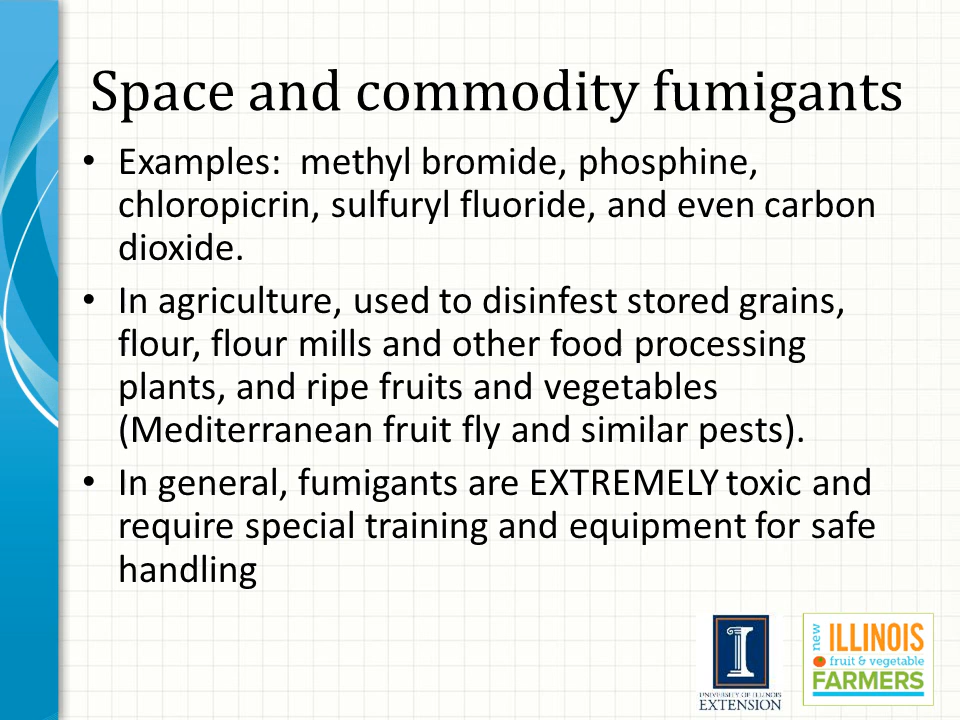 Space and commodity fumigants
• Examples:  methyl bromide, phosphine,
chloropicrin, sulfuryl fluoride, and even carbon
dioxide.
• In agriculture, used to disinfest stored grains,
flour, flour mills and other food processing
plants, and ripe fruits and vegetables
(Mediterranean fruit fly and similar pests).
• In general, fumigants are EXTREMELY toxic and
require special training and equipment for safe
handling
I
UNIVERSITY OF ILLINOIS
EXTENSION
new
ILLINOIS
fruit & vegetable
FARMERS